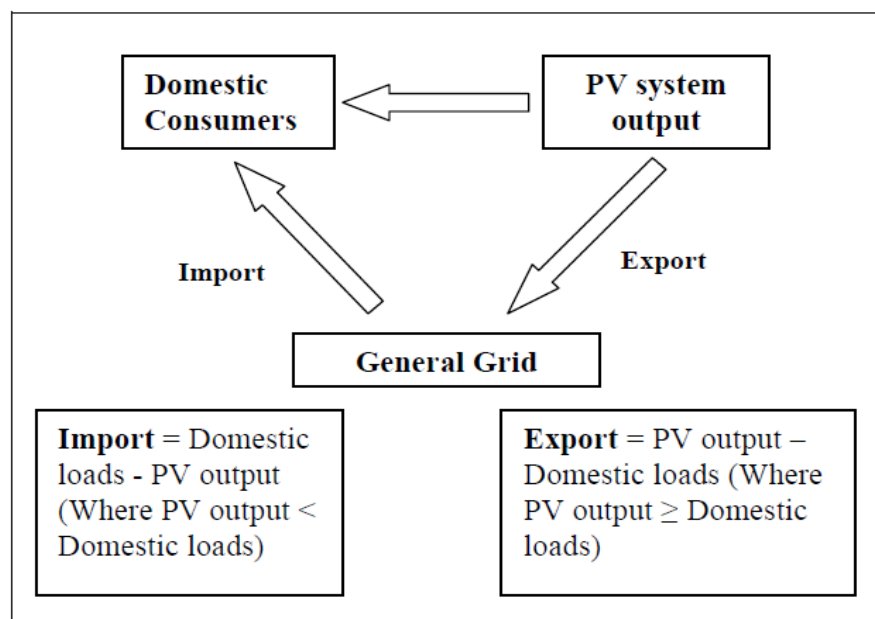 Domestic
Consumers
PV system
output
Import
Export
General Grid
Import = Domestic
loads - PV output
(Where PV output <
Domestic loads)
Export = PV output –
Domestic loads (Where
PV output ≥ Domestic
loads)